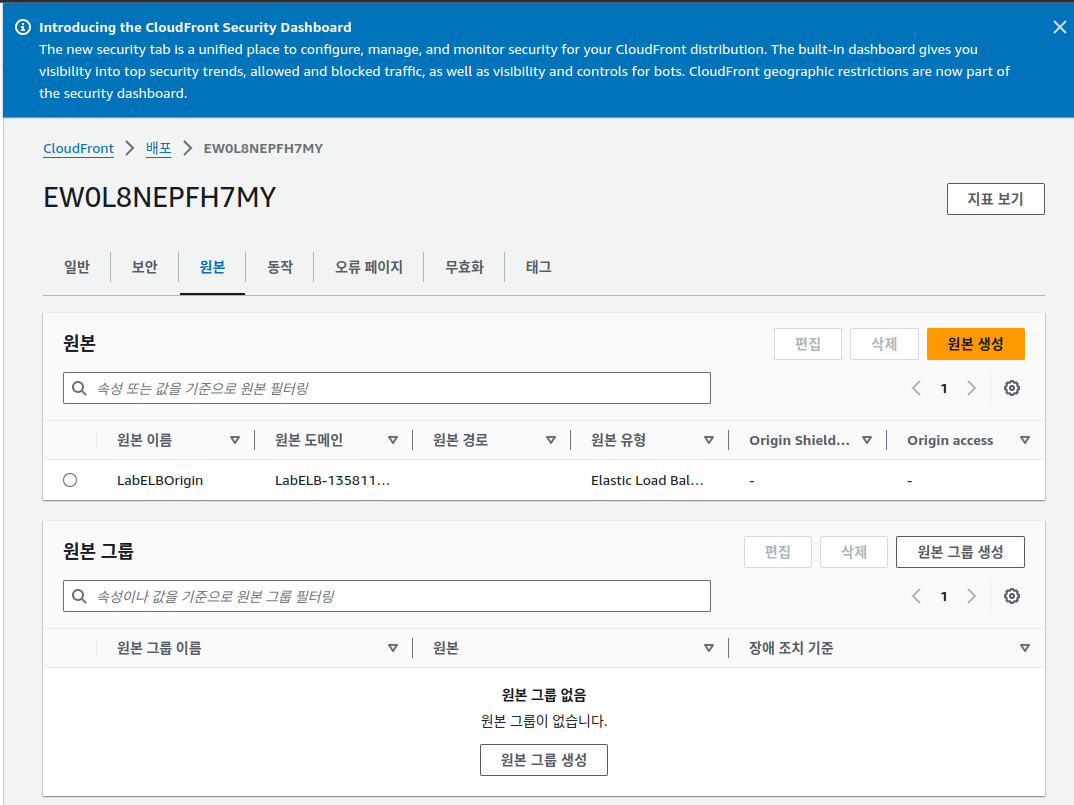 Introducing the CloudFront Security Dashboard
The new security tab is a unified place to configure, manage, and monitor security for your CloudFront distribution. The built-in dashboard gives you
visibility into top security trends, allowed and blocked traffic, as well as visibility and controls for bots. CloudFront geographic restrictions are now part of
the security dashboard.
CloudFront 배포 EW0L8NEPFH7MY
EW0L8NEPFH7MY
지표 보기
일반 보안 원본 동작 오류 페이지 무효화 태그
원본
편집 삭제 원본 생성
속성 또는 값을 기준으로 원본 필터링
1
원본 이름 원본 도메인 원본 경로 원본 유형 Origin Shield... Origin access
LabELBOrigin LabELB-135811... Elastic Load Bal... - -
원본 그룹
편집 삭제 원본 그룹 생성
속성이나 값을 기준으로 원본 그룹 필터링
1
원본 그룹 이름 원본 장애 조치 기준
원본 그룹 없음
원본 그룹이 없습니다.
원본 그룹 생성